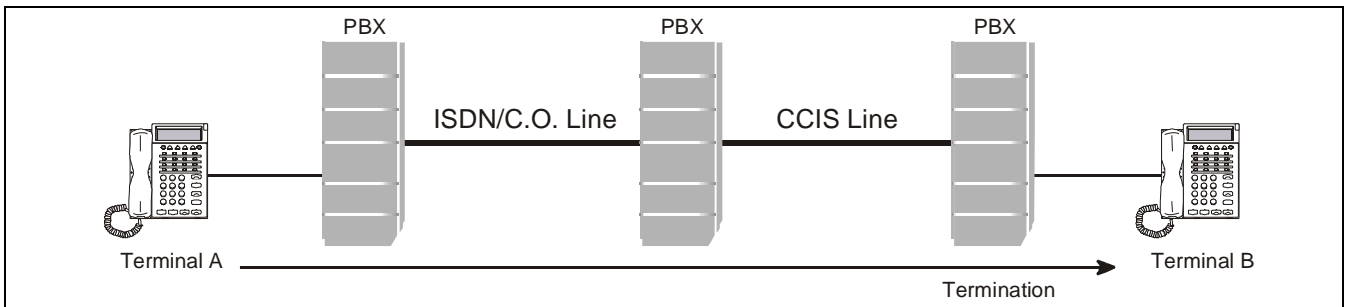 PBX
PBX
PBX
ISDN/C.O. Line
CCIS Line
Terminal A
Terminal B
Termination